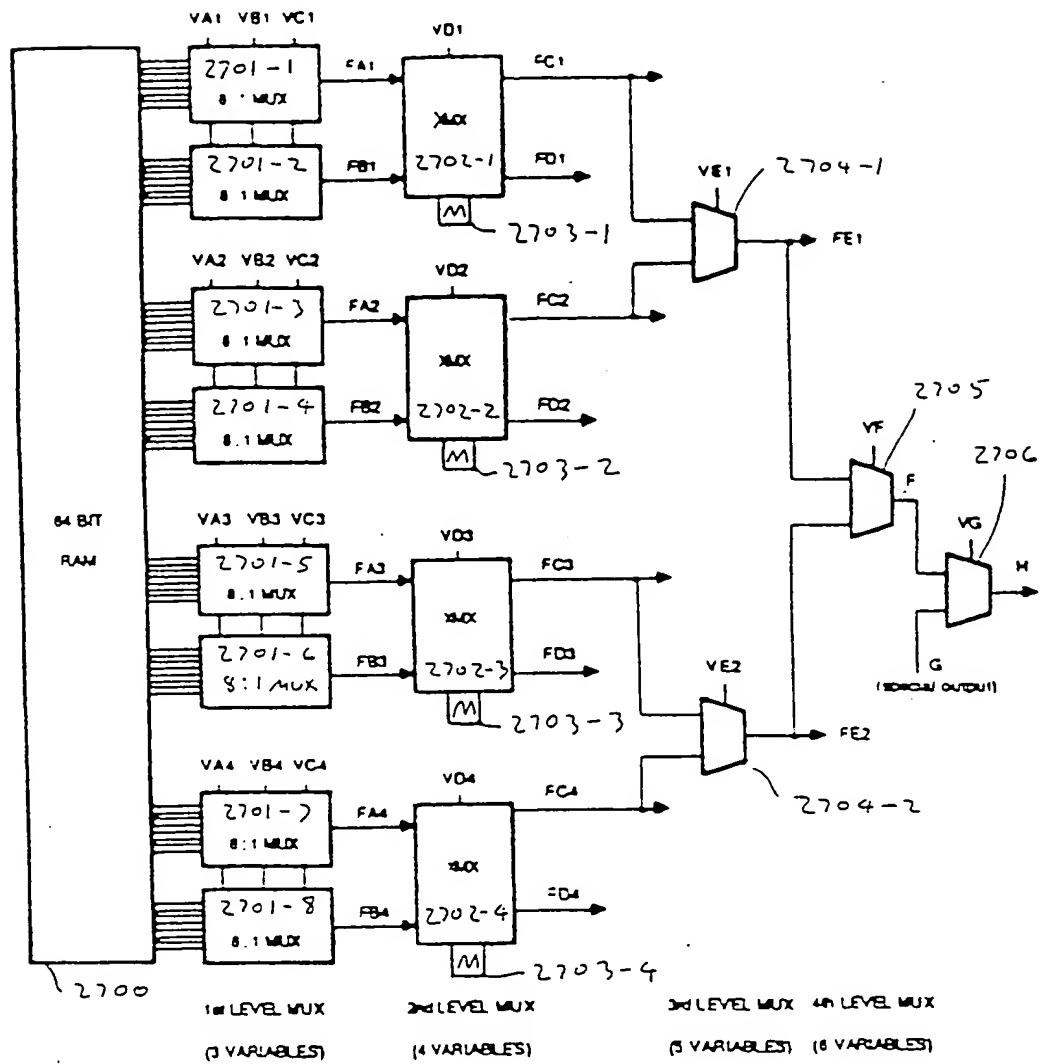 VA1 VB1 VC1
2701-1
8:1 MUX
FA1
VD1
FC1
XMX
2702-1
2701-2
8:1 MUX
FB1
FD1
M
2703-1
VE1
2704-1
FE1
VA2 VB2 VC2
2701-3
8:1 MUX
FA2
VD2
FC2
XMX
2702-2
2701-4
8:1 MUX
FB2
FD2
M
2703-2
VF
2705
F
VG
2706
H
G
64 BIT
RAM
VA3 VB3 VC3
2701-5
8:1 MUX
FA3
VD3
FC3
XMX
2702-3
2701-6
8:1 MUX
FB3
FD3
M
2703-3
VE2
FE2
2704-2
VA4 VB4 VC4
2701-7
8:1 MUX
FA4
VD4
FC4
XMX
2702-4
2701-8
8:1 MUX
FB4
FD4
M
2703-4
2700
1st LEVEL MUX
2nd LEVEL MUX
3rd LEVEL MUX
4th LEVEL MUX
(3 VARIABLES)
(4 VARIABLES)
(5 VARIABLES)
(6 VARIABLES)